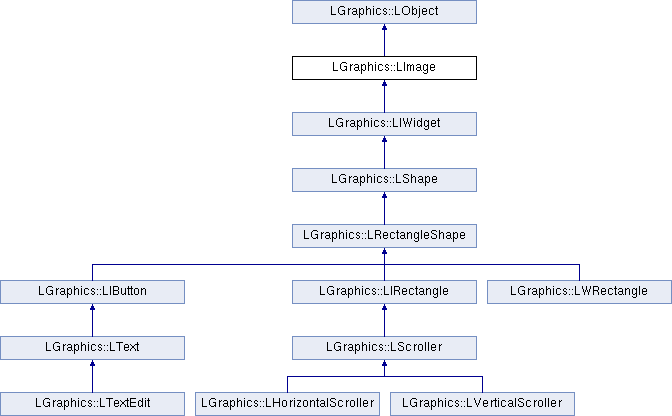 LGraphics::LObject
LGraphics::LImage
LGraphics::LIWidget
LGraphics::LShape
LGraphics::LRectangleShape
LGraphics::LIButton
LGraphics::LIRectangle
LGraphics::LWRectangle
LGraphics::LText
LGraphics::LScroller
LGraphics::LTextEdit
LGraphics::LHorizontalScroller
LGraphics::LVerticalScroller